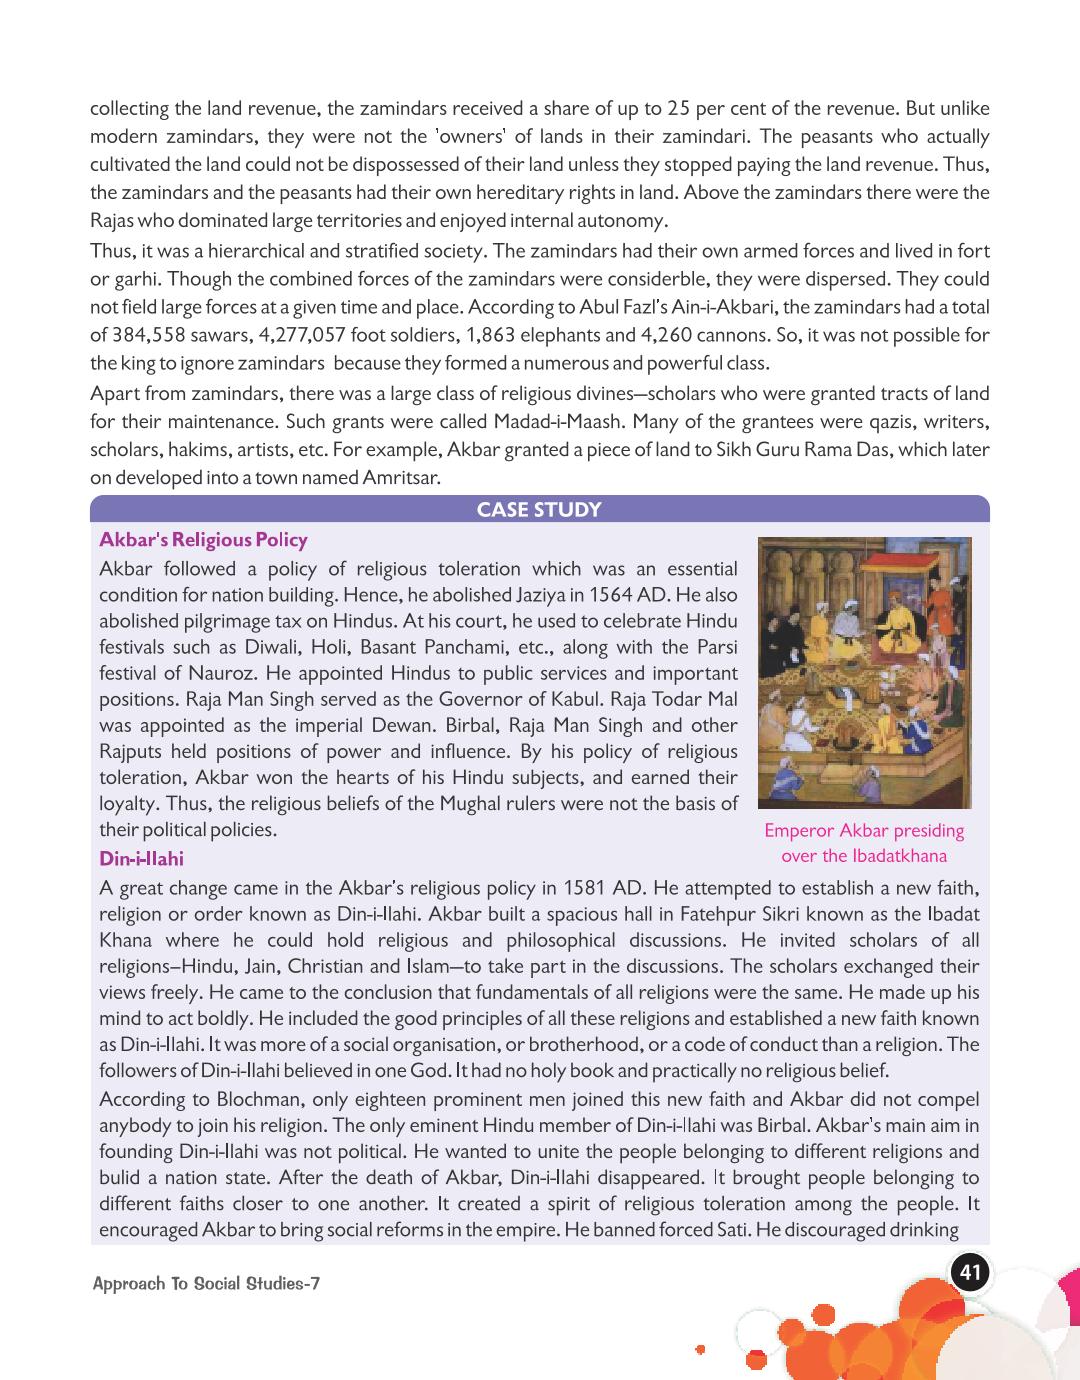 collecting the land revenue, the zamindars received a share of up to 25 per cent of the revenue. But unlike
modern zamindars, they were not the 'owners' of lands in their zamindari. The peasants who actually
cultivated the land could not be dispossessed of their land unless they stopped paying the land revenue. Thus,
the zamindars and the peasants had their own hereditary rights in land. Above the zamindars there were the
Rajas who dominated large territories and enjoyed internal autonomy.
Thus, it was a hierarchical and stratified society. The zamindars had their own armed forces and lived in fort
or garhi. Though the combined forces of the zamindars were considerble, they were dispersed. They could
not field large forces at a given time and place. According to Abul Fazl's Ain-i-Akbari, the zamindars had a total
of 384,558 sawars, 4,277,057 foot soldiers, 1,863 elephants and 4,260 cannons. So, it was not possible for
the king to ignore zamindars because they formed a numerous and powerful class.
Apart from zamindars, there was a large class of religious divines—scholars who were granted tracts of land
for their maintenance. Such grants were called Madad-i-Maash. Many of the grantees were qazis, writers,
scholars, hakims, artists, etc. For example, Akbar granted a piece of land to Sikh Guru Rama Das, which later
on developed into a town named Amritsar.
CASE STUDY
Akbar's Religious Policy
Akbar followed a policy of religious toleration which was an essential
condition for nation building. Hence, he abolished Jaziya in 1564 AD. He also
abolished pilgrimage tax on Hindus. At his court, he used to celebrate Hindu
festivals such as Diwali, Holi, Basant Panchami, etc., along with the Parsi
festival of Nauroz. He appointed Hindus to public services and important
positions. Raja Man Singh served as the Governor of Kabul. Raja Todar Mal
was appointed as the imperial Dewan. Birbal, Raja Man Singh and other
Rajputs held positions of power and influence. By his policy of religious
toleration, Akbar won the hearts of his Hindu subjects, and earned their
loyalty. Thus, the religious beliefs of the Mughal rulers were not the basis of
their political policies.
Emperor Akbar presiding
over the Ibadatkhana
Din-i-Ilahi
A great change came in the Akbar's religious policy in 1581 AD. He attempted to establish a new faith,
religion or order known as Din-i-Ilahi. Akbar built a spacious hall in Fatehpur Sikri known as the Ibadat
Khana where he could hold religious and philosophical discussions. He invited scholars of all
religions–Hindu, Jain, Christian and Islam—to take part in the discussions. The scholars exchanged their
views freely. He came to the conclusion that fundamentals of all religions were the same. He made up his
mind to act boldly. He included the good principles of all these religions and established a new faith known
as Din-i-Ilahi. It was more of a social organisation, or brotherhood, or a code of conduct than a religion. The
followers of Din-i-Ilahi believed in one God. It had no holy book and practically no religious belief.
According to Blochman, only eighteen prominent men joined this new faith and Akbar did not compel
anybody to join his religion. The only eminent Hindu member of Din-i-Ilahi was Birbal. Akbar's main aim in
founding Din-i-Ilahi was not political. He wanted to unite the people belonging to different religions and
bulid a nation state. After the death of Akbar, Din-i-Ilahi disappeared. It brought people belonging to
different faiths closer to one another. It created a spirit of religious toleration among the people. It
encouraged Akbar to bring social reforms in the empire. He banned forced Sati. He discouraged drinking
Approach To Social Studies-7
41